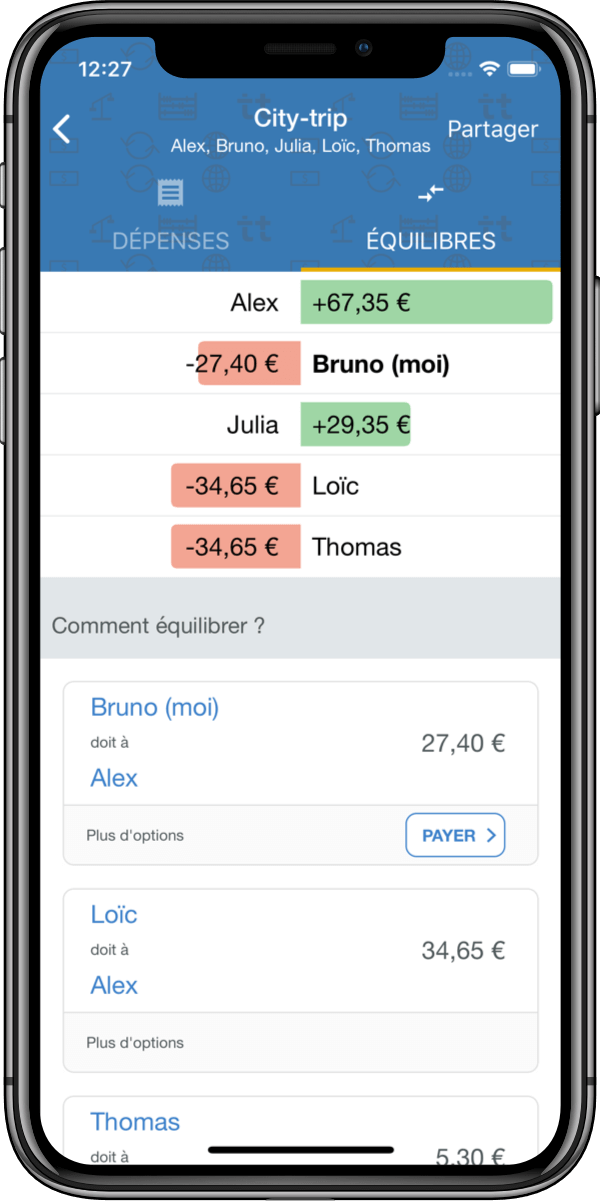 12:27
City-trip
Partager
Alex, Bruno, Julia, Loïc, Thomas
DÉPENSES
ÉQUILIBRES
Alex +67,35 €
-27,40 € Bruno (moi)
Julia +29,35 €
-34,65 € Loïc
-34,65 € Thomas
Comment équilibrer ?
Bruno (moi)
doit à
27,40 €
Alex
Plus d'options
PAYER
Loïc
doit à
34,65 €
Alex
Plus d'options
Thomas
doit à
5,30 €